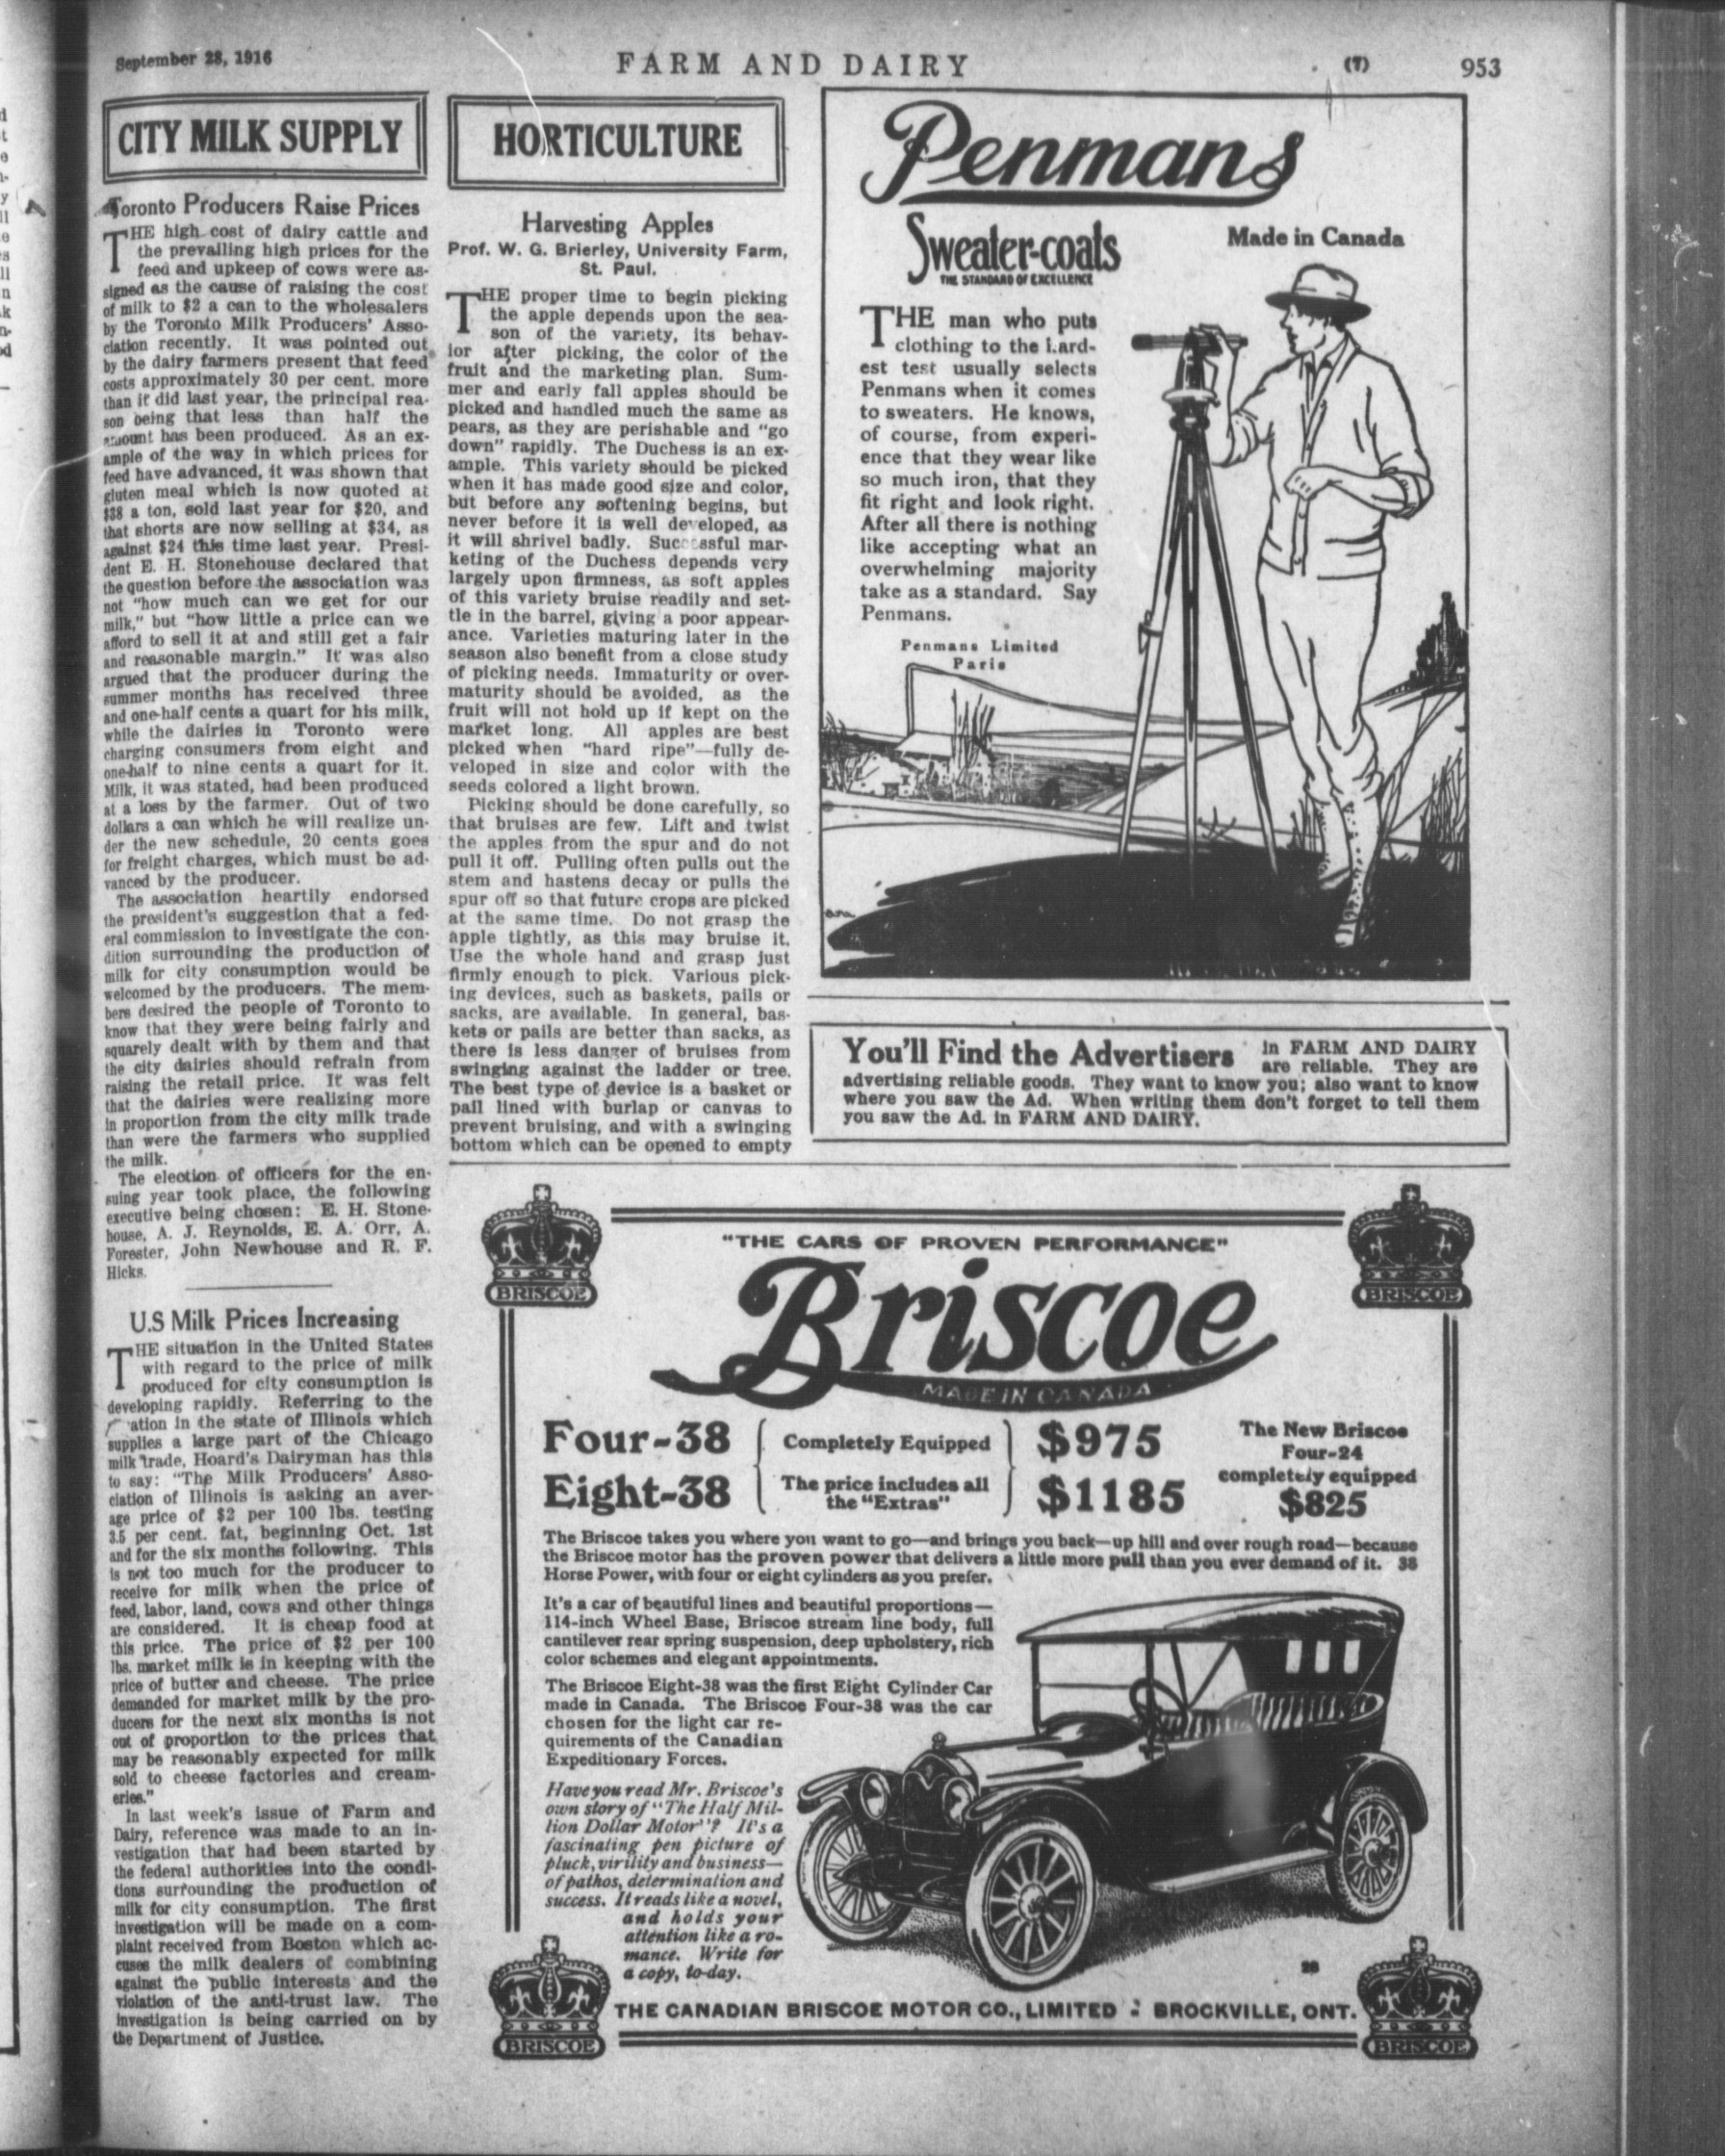 September 28, 1916
FARM AND DAIRY
(7)
953
CITY MILK SUPPLY
Toronto Producers Raise Prices
THE high cost of dairy cattle and
the prevailing high prices for the
feed and upkeep of cows were as-
signed as the cause of raising the cost
of milk to $2 a can to the wholesalers
by the Toronto Milk Producers' Asso-
ciation recently. It was pointed out
by the dairy farmers present that feed
costs approximately 30 per cent. more
than it did last year, the principal rea-
son being that less than half the
amount has been produced. As an ex-
ample of the way in which prices for
feed have advanced, it was shown that
gluten meal which is now quoted at
$38 a ton, sold last year for $20, and
that shorts are now selling at $34, as
against $24 this time last year. Presi-
dent E. H. Stonehouse declared that
the question before the association was
not "how much can we get for our
milk," but "how little a price can we
afford to sell it at and still get a fair
and reasonable margin." It was also
argued that the producer during the
summer months has received three
and one-half cents a quart for his milk,
while the dairies in Toronto were
charging consumers from eight and
one-half to nine cents a quart for it.
Milk, it was stated, had been produced
at a loss by the farmer. Out of two
dollars a can which he will realize un-
der the new schedule, 20 cents goes
for freight charges, which must be ad-
vanced by the producer.
The association heartily endorsed
the president's suggestion that a fed-
eral commission to investigate the con-
dition surrounding the production of
milk for city consumption would be
welcomed by the producers. The mem-
bers desired the people of Toronto to
know that they were being fairly and
squarely dealt with by them and that
the city dairies should refrain from
raising the retail price. It was felt
that the dairies were realizing more
in proportion from the city milk trade
than were the farmers who supplied
the milk.
The election of officers for the en-
suing year took place, the following
executive being chosen: E. H. Stone-
house, A. J. Reynolds, E. A. Orr, A.
Forester, John Newhouse and R. F.
Hicks.
U.S Milk Prices Increasing
THE situation in the United States
with regard to the price of milk
produced for city consumption is
developing rapidly. Referring to the
ation in the state of Illinois which
supplies a large part of the Chicago
milk trade, Hoard's Dairyman has this
to say: "The Milk Producers' Asso-
ciation of Illinois is asking an aver-
age price of $2 per 100 lbs. testing
3.5 per cent. fat, beginning Oct. 1st
and for the six months following. This
is not too much for the producer to
receive for milk when the price of
feed, labor, land, cows and other things
are considered. It is cheap food at
this price. The price of $2 per 100
lbs. market milk is in keeping with the
price of butter and cheese. The price
demanded for market milk by the pro-
ducers for the next six months is not
out of proportion to the prices that
may be reasonably expected for milk
sold to cheese factories and cream-
eries."
In last week's issue of Farm and
Dairy, reference was made to an in-
vestigation that had been started by
the federal authorities into the condi-
tions surrounding the production of
milk for city consumption. The first
investigation will be made on a com-
plaint received from Boston which ac-
cuses the milk dealers of combining
against the public interests and the
violation of the anti-trust law. The
investigation is being carried on by
the Department of Justice.
HORTICULTURE
Harvesting Apples
Prof. W. G. Brierley, University Farm,
St. Paul.
THE proper time to begin picking
the apple depends upon the sea-
son of the variety, its behav-
ior after picking, the color of the
fruit and the marketing plan. Sum-
mer and early fall apples should be
picked and handled much the same as
pears, as they are perishable and "go
down" rapidly. The Duchess is an ex-
ample. This variety should be picked
when it has made good size and color,
but before any softening begins, but
never before it is well developed, as
it will shrivel badly. Successful mar-
keting of the Duchess depends very
largely upon firmness, as soft apples
of this variety bruise readily and set-
tle in the barrel, giving a poor appear-
ance. Varieties maturing later in the
season also benefit from a close study
of picking needs. Immaturity or over-
maturity should be avoided, as the
fruit will not hold up if kept on the
market long. All apples are best
picked when "hard ripe"—fully de-
veloped in size and color with the
seeds colored a light brown.
Picking should be done carefully, so
that bruises are few. Lift and twist
the apples from the spur and do not
pull it off. Pulling often pulls out the
stem and hastens decay or pulls the
spur off so that future crops are picked
at the same time. Do not grasp the
apple tightly, as this may bruise it.
Use the whole hand and grasp just
firmly enough to pick. Various pick-
ing devices, such as baskets, pails or
sacks, are available. In general, bas-
kets or pails are better than sacks, as
there is less danger of bruises from
swinging against the ladder or tree.
The best type of device is a basket or
pail lined with burlap or canvas to
prevent bruising, and with a swinging
bottom which can be opened to empty
Penmans
Sweater-coats
THE STANDARD OF EXCELLENCE
Made in Canada
THE man who puts
clothing to the hard-
est test usually selects
Penmans when it comes
to sweaters. He knows,
of course, from experi-
ence that they wear like
so much iron, that they
fit right and look right.
After all there is nothing
like accepting what an
overwhelming majority
take as a standard. Say
Penmans.
Penmans Limited
Paris
You'll Find the Advertisers in FARM AND DAIRY
are reliable. They are
advertising reliable goods. They want to know you; also want to know
where you saw the Ad. When writing them don't forget to tell them
you saw the Ad. in FARM AND DAIRY.
BRISCOE
BRISCOE
"THE CARS OF PROVEN PERFORMANCE"
Briscoe
MADE IN CANADA
Four-38
Eight-38
Completely Equipped
The price includes all
the "Extras"
$975
$1185
The New Briscoe
Four-24
completely equipped
$825
The Briscoe takes you where you want to go—and brings you back—up hill and over rough road—because
the Briscoe motor has the proven power that delivers a little more pull than you ever demand of it. 38
Horse Power, with four or eight cylinders as you prefer.
It's a car of beautiful lines and beautiful proportions—
114-inch Wheel Base, Briscoe stream line body, full
cantilever rear spring suspension, deep upholstery, rich
color schemes and elegant appointments.
The Briscoe Eight-38 was the first Eight Cylinder Car
made in Canada. The Briscoe Four-38 was the car
chosen for the light car re-
quirements of the Canadian
Expeditionary Forces.
Have you read Mr. Briscoe's
own story of "The Half Mil-
lion Dollar Motor"? It's a
fascinating pen picture of
pluck, virility and business—
of pathos, determination and
success. It reads like a novel,
and holds your
attention like a ro-
mance. Write for
a copy, to-day.
28
THE CANADIAN BRISCOE MOTOR CO., LIMITED : BROCKVILLE, ONT.
BRISCOE
BRISCOE